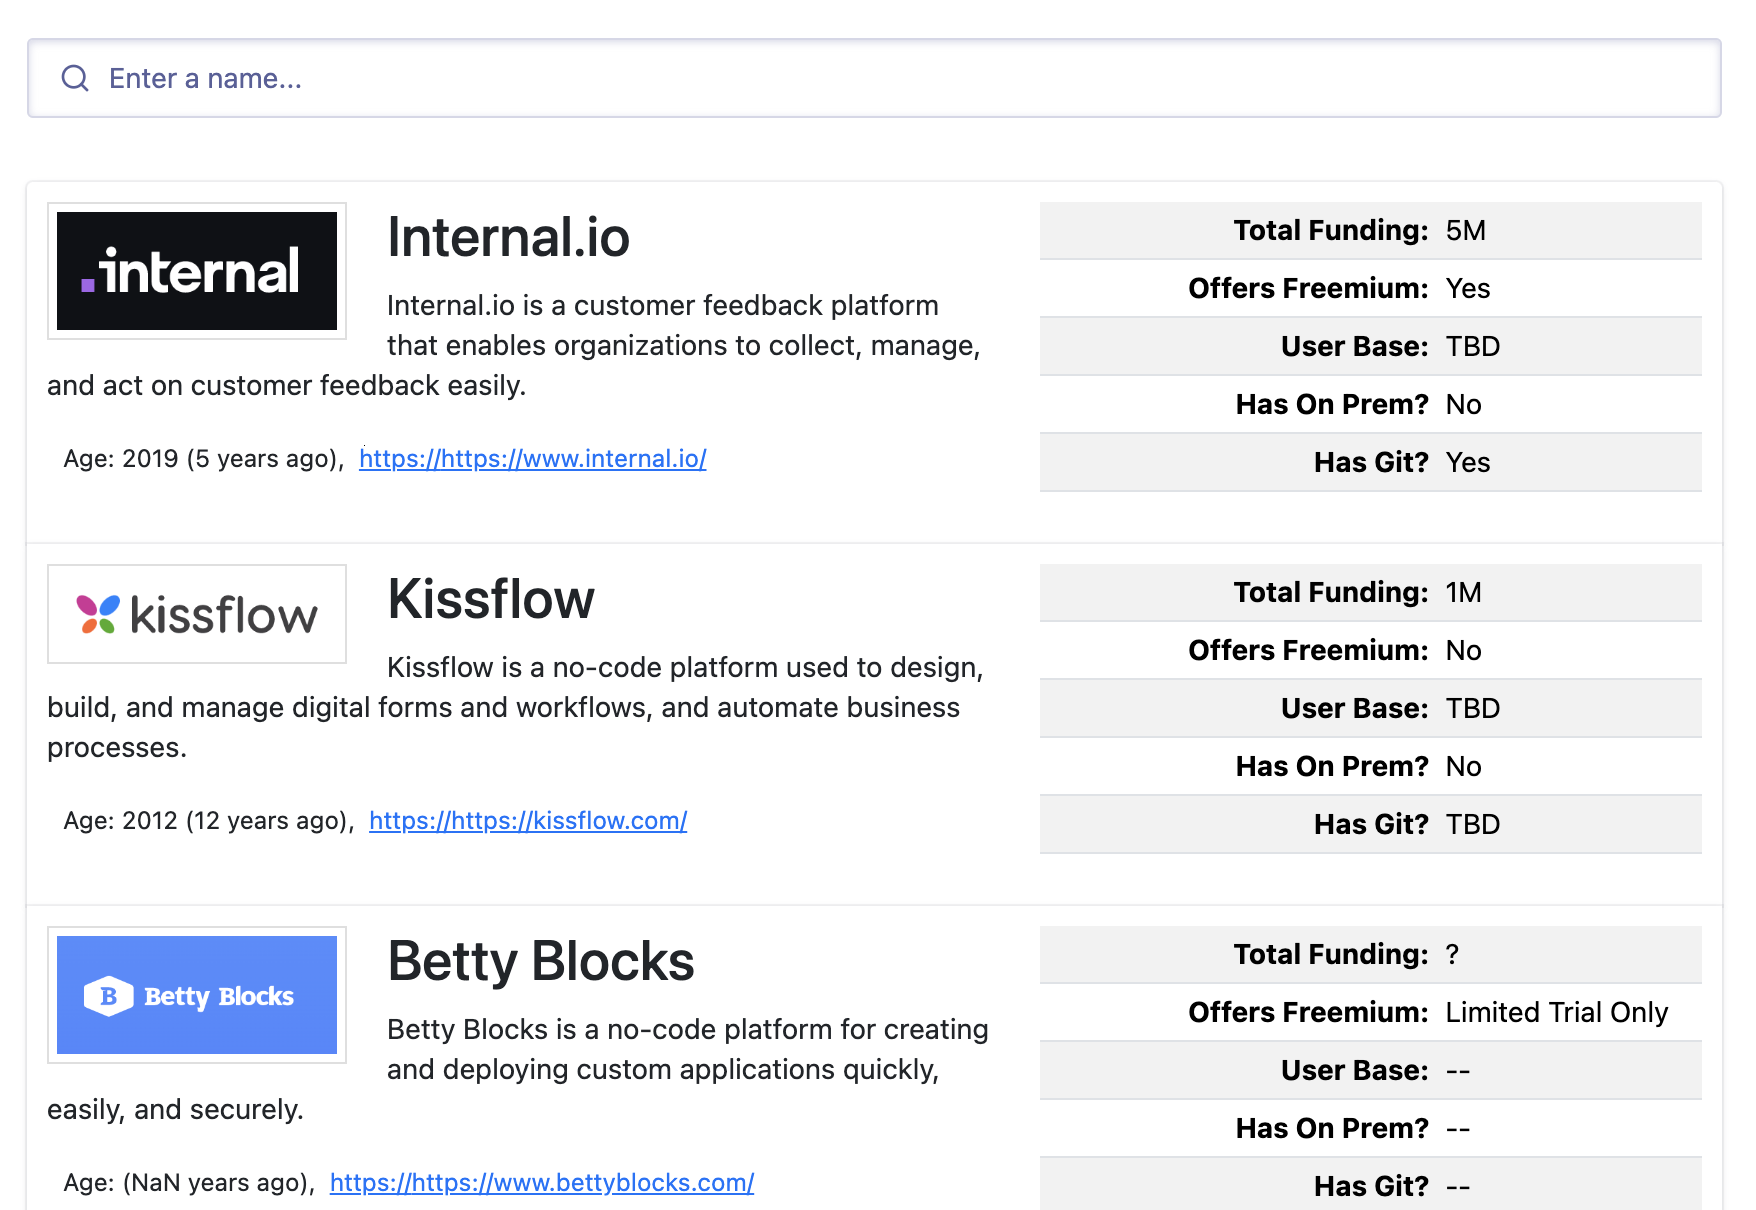 Enter a name...
.internal
Internal.io
Internal.io is a customer feedback platform
that enables organizations to collect, manage,
and act on customer feedback easily.
Age: 2019 (5 years ago), https://https://www.internal.io/
Total Funding: 5M
Offers Freemium: Yes
User Base: TBD
Has On Prem? No
Has Git? Yes
kissflow
Kissflow
Kissflow is a no-code platform used to design,
build, and manage digital forms and workflows, and automate business
processes.
Age: 2012 (12 years ago), https://https://kissflow.com/
Total Funding: 1M
Offers Freemium: No
User Base: TBD
Has On Prem? No
Has Git? TBD
B Betty Blocks
Betty Blocks
Betty Blocks is a no-code platform for creating
and deploying custom applications quickly,
easily, and securely.
Age: (NaN years ago), https://https://www.bettyblocks.com/
Total Funding: ?
Offers Freemium: Limited Trial Only
User Base: --
Has On Prem? --
Has Git? --